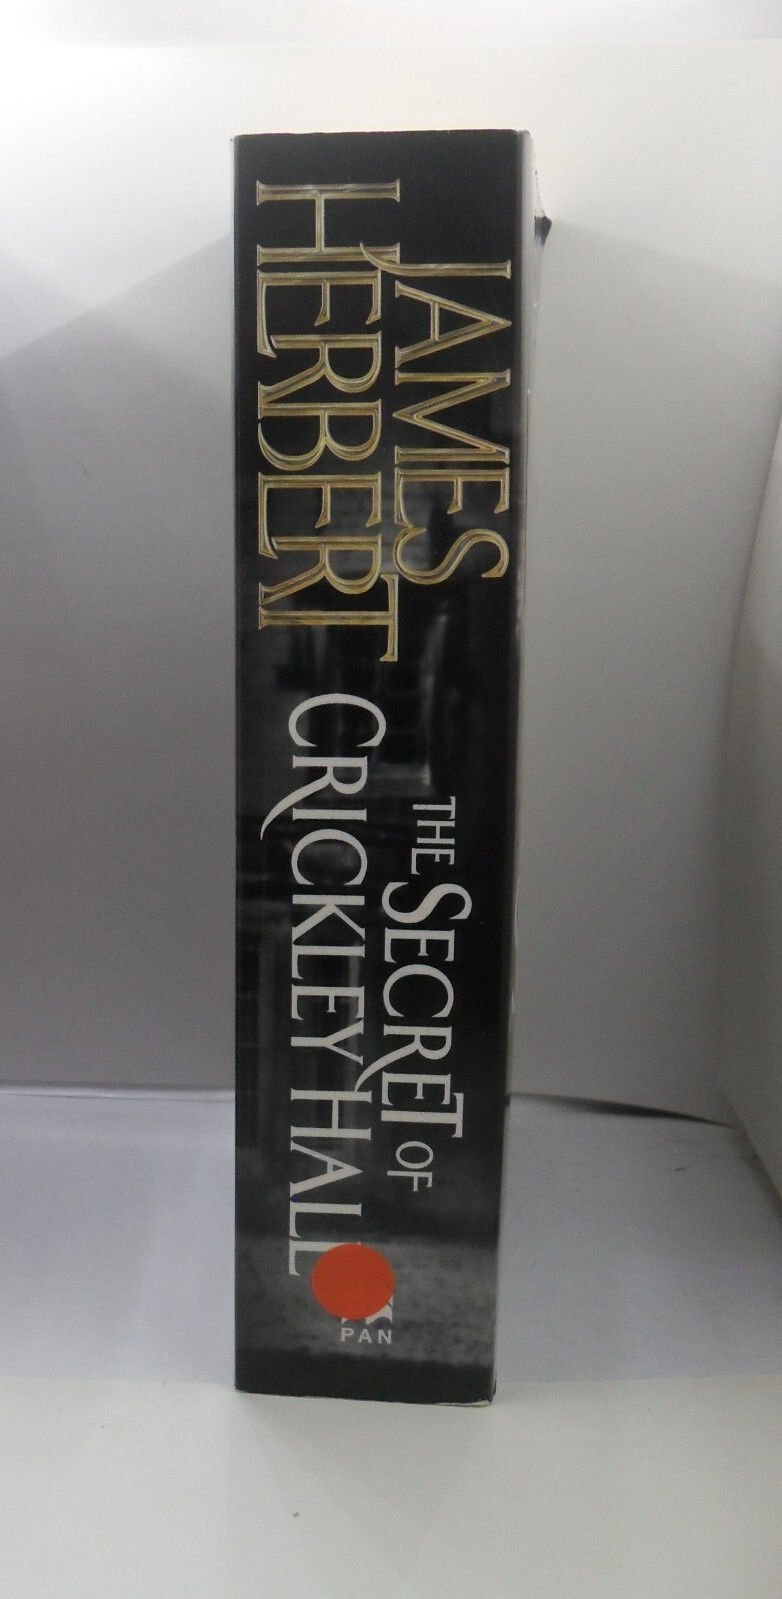 JAMES
HERBERT
THE SECRET OF
CRICKLEY HALL
PAN